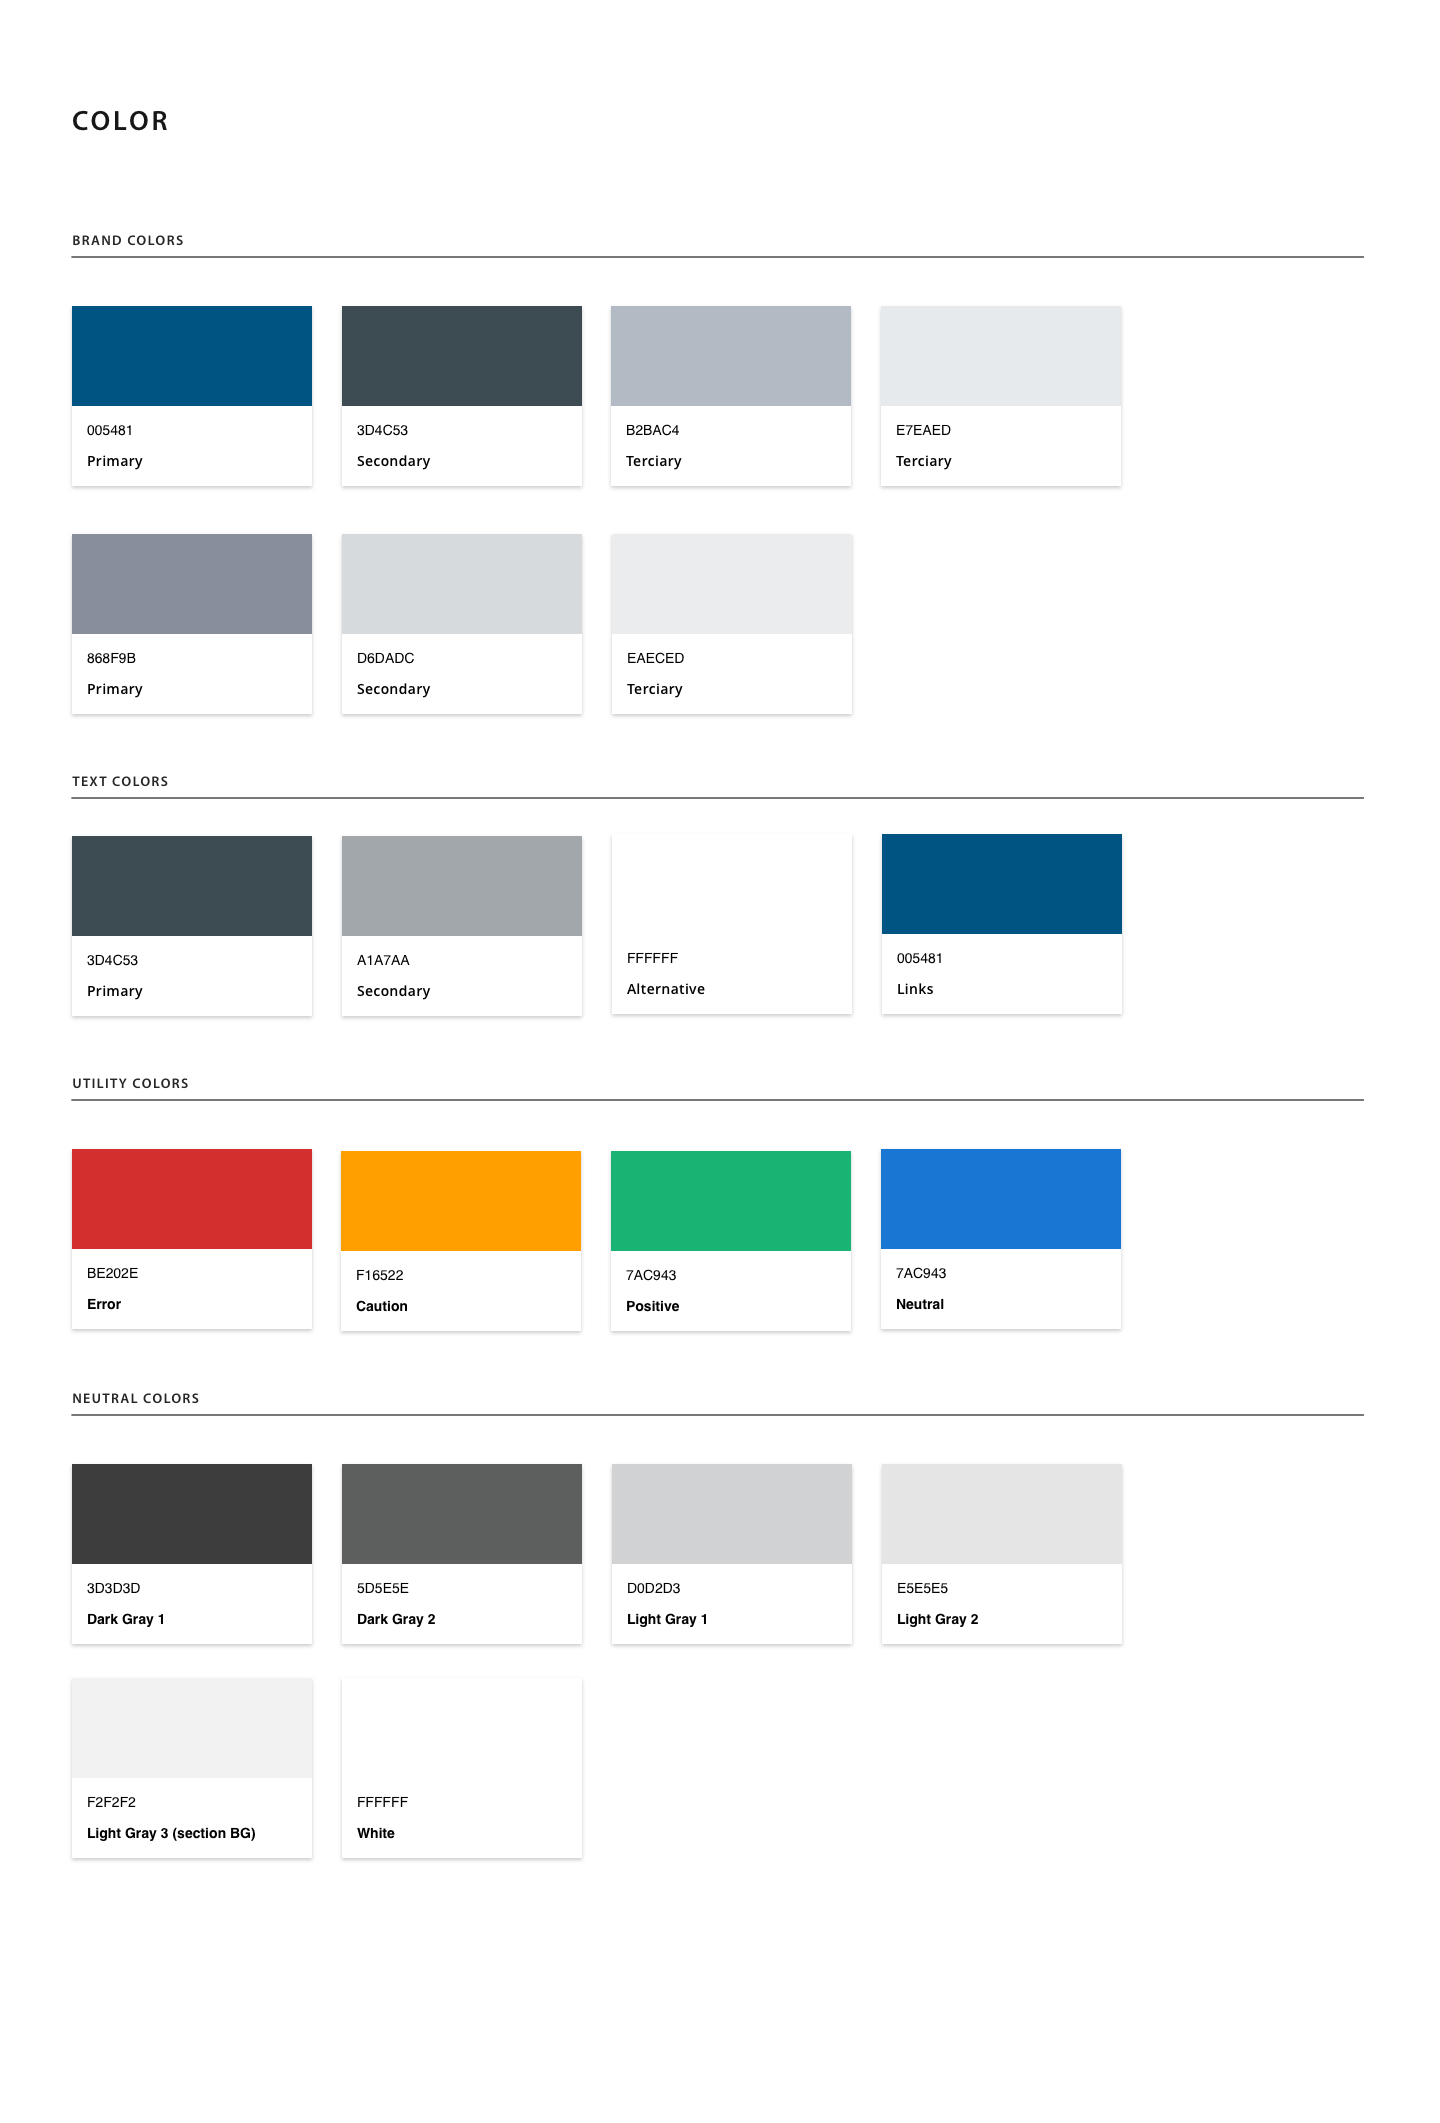 COLOR
BRAND COLORS
005481
Primary
3D4C53
Secondary
B2BAC4
Terciary
E7EAED
Terciary
868F9B
Primary
D6DADC
Secondary
EAECED
Terciary
TEXT COLORS
3D4C53
Primary
A1A7AA
Secondary
FFFFFF
Alternative
005481
Links
UTILITY COLORS
BE202E
Error
F16522
Caution
7AC943
Positive
7AC943
Neutral
NEUTRAL COLORS
3D3D3D
Dark Gray 1
5D5E5E
Dark Gray 2
D0D2D3
Light Gray 1
E5E5E5
Light Gray 2
F2F2F2
Light Gray 3 (section BG)
FFFFFF
White